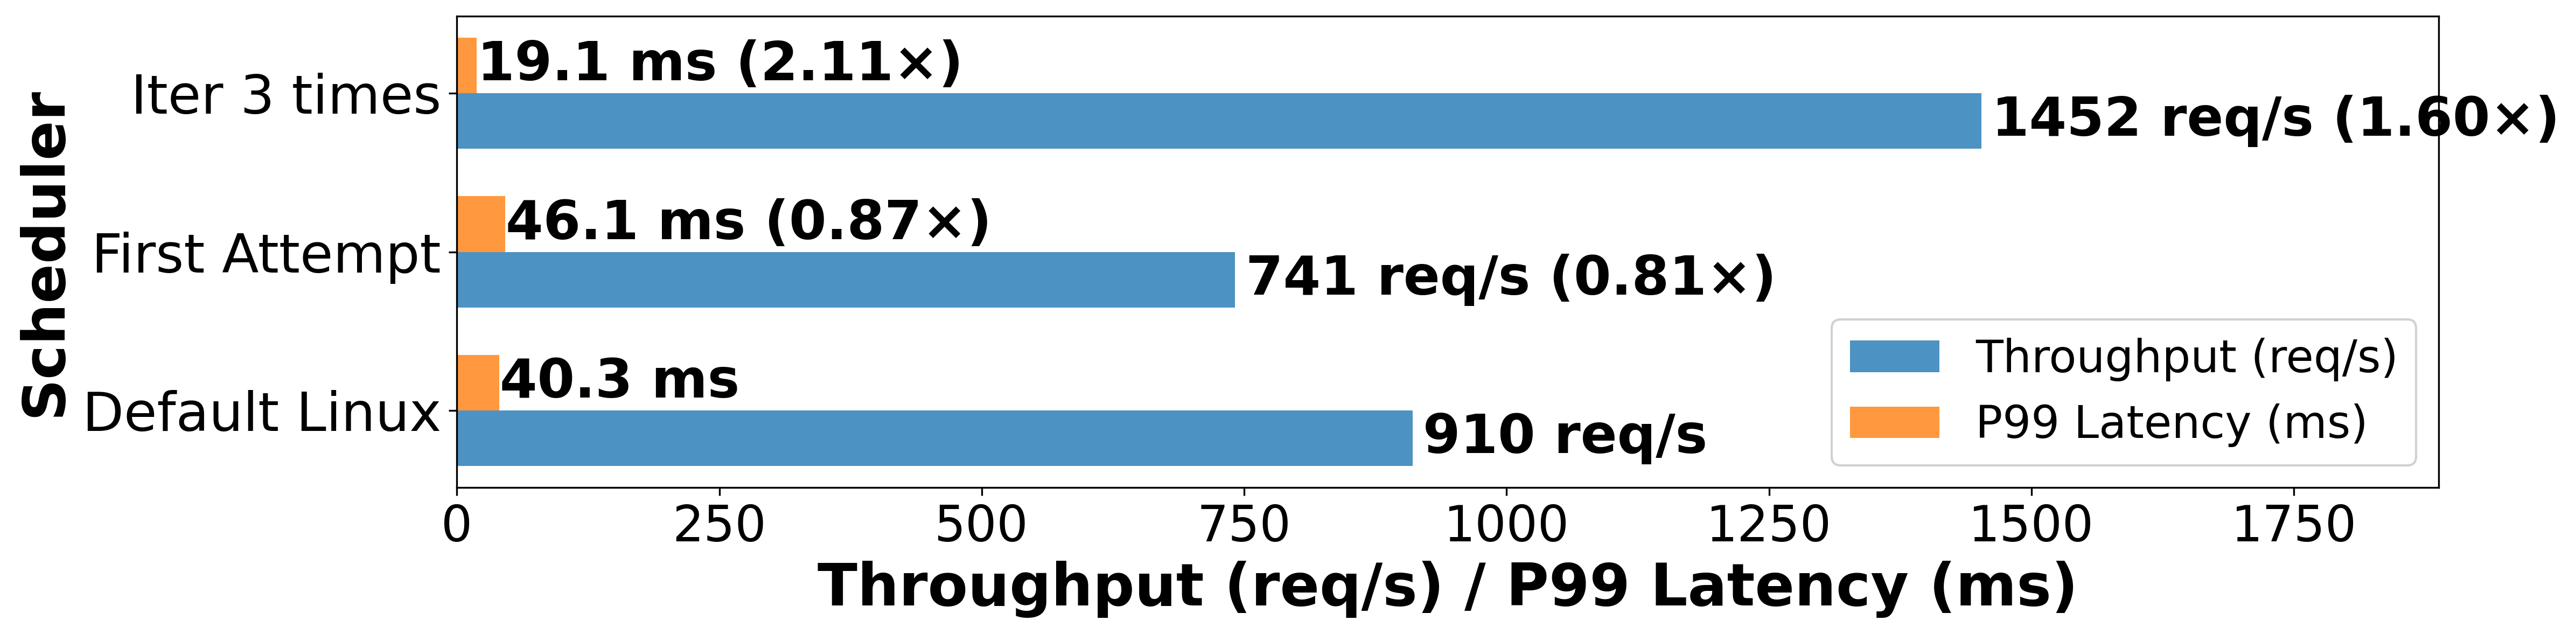 Scheduler
Iter 3 times
19.1 ms (2.11×)
1452 req/s (1.60×)
First Attempt
46.1 ms (0.87×)
741 req/s (0.81×)
Default Linux
40.3 ms
910 req/s
Throughput (req/s)
P99 Latency (ms)
0 250 500 750 1000 1250 1500 1750
Throughput (req/s) / P99 Latency (ms)